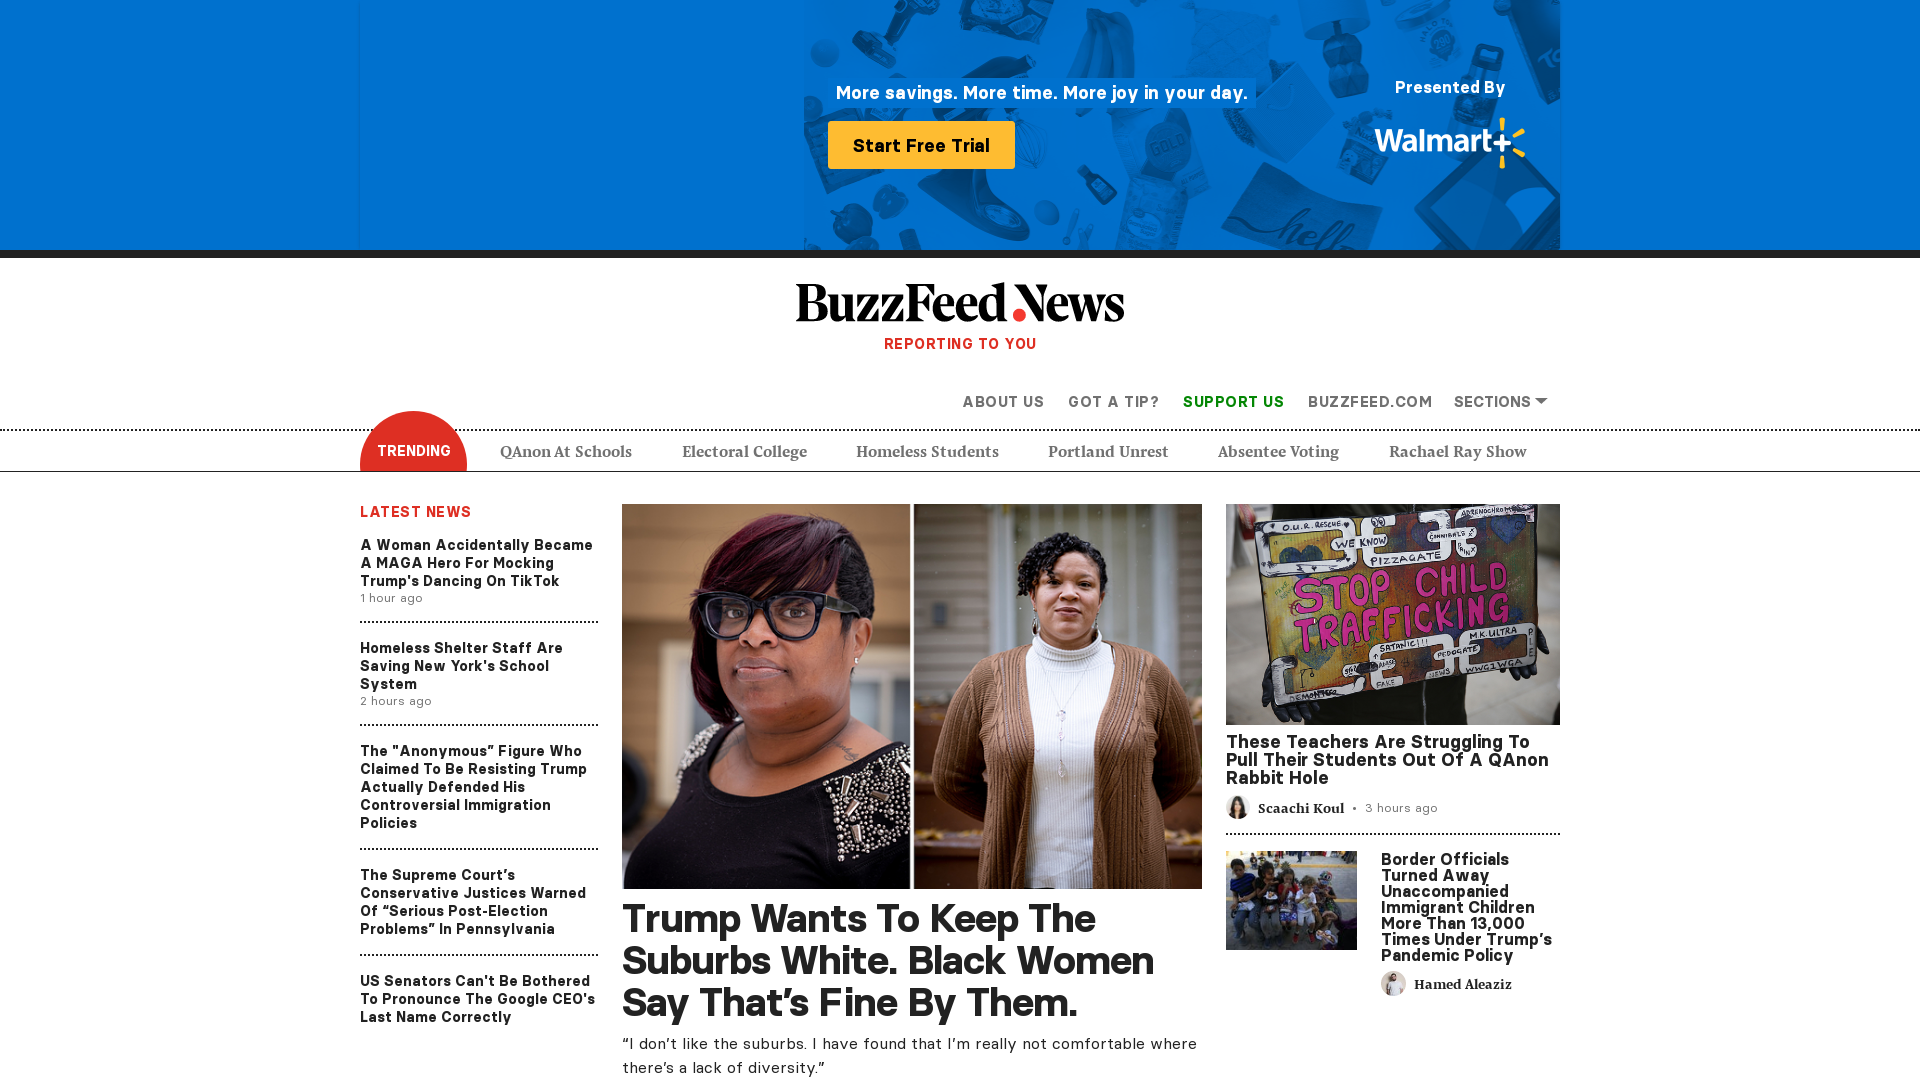 More savings. More time. More joy in your day.
Start Free Trial
Presented By
Walmart+
BuzzFeed News
REPORTING TO YOU
ABOUT US
GOT A TIP?
SUPPORT US
BUZZFEED.COM
SECTIONS
TRENDING
QAnon At Schools
Electoral College
Homeless Students
Portland Unrest
Absentee Voting
Rachael Ray Show
LATEST NEWS
A Woman Accidentally Became
A MAGA Hero For Mocking
Trump's Dancing On TikTok
1 hour ago
Homeless Shelter Staff Are
Saving New York's School
System
2 hours ago
The "Anonymous” Figure Who
Claimed To Be Resisting Trump
Actually Defended His
Controversial Immigration
Policies
The Supreme Court’s
Conservative Justices Warned
Of “Serious Post-Election
Problems” In Pennsylvania
US Senators Can't Be Bothered
To Pronounce The Google CEO's
Last Name Correctly
Trump Wants To Keep The
Suburbs White. Black Women
Say That’s Fine By Them.
“I don’t like the suburbs. I have found that I’m really not comfortable where
there’s a lack of diversity.”
O.U.R. RESCUE
ADRENOCHROME
WE KNOW
CANNIBALS
PIZZAGATE
STOP CHILD
TRAFFICKING
M.K. ULTRA
SATANIC!!!
PEDOGATE
WWG1WGA
FAKE NEWS
These Teachers Are Struggling To
Pull Their Students Out Of A QAnon
Rabbit Hole
Scaachi Koul • 3 hours ago
Border Officials
Turned Away
Unaccompanied
Immigrant Children
More Than 13,000
Times Under Trump’s
Pandemic Policy
Hamed Aleaziz